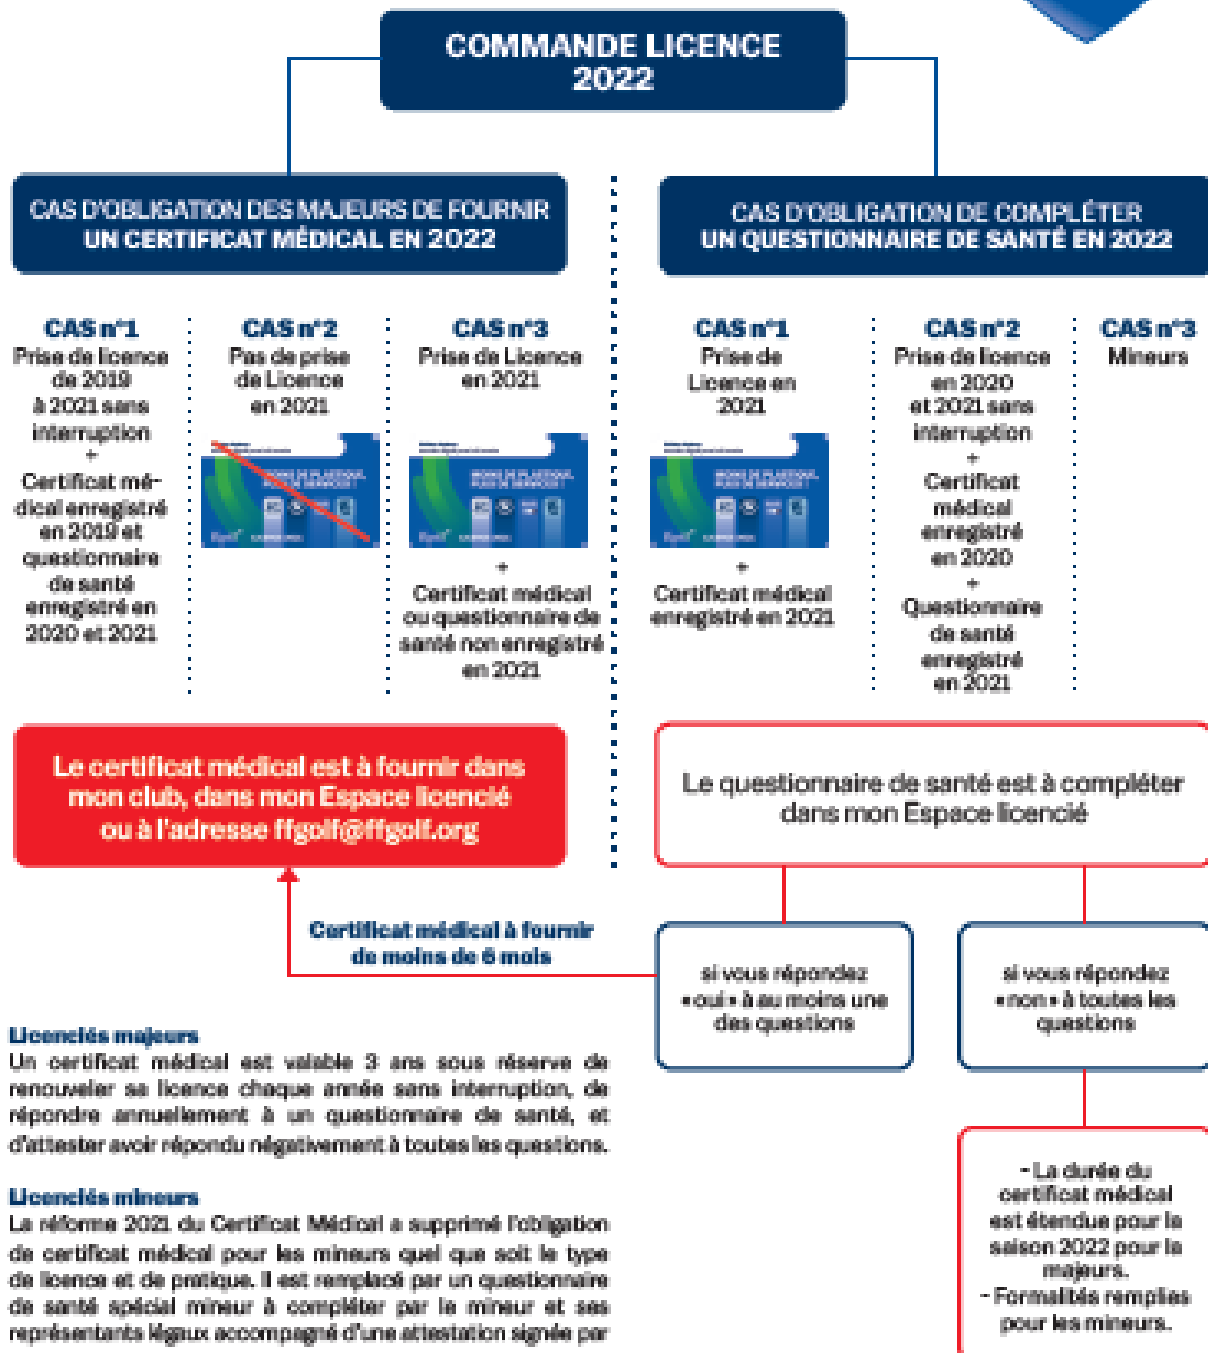 COMMANDE LICENCE
2022
CAS D'OBLIGATION DES MAJEURS DE FOURNIR
UN CERTIFICAT MÉDICAL EN 2022
CAS n°1
Prise de licence
de 2019
à 2021 sans
interruption
+
Certificat mé-
dical enregistré
en 2019 et
questionnaire
de santé
enregistré en
2020 et 2021
CAS n°2
Pas de prise
de Licence
en 2021
CAS n°3
Prise de Licence
en 2021
+
Certificat médical
ou questionnaire de
santé non enregistré
en 2021
CAS D'OBLIGATION DE COMPLÉTER
UN QUESTIONNAIRE DE SANTÉ EN 2022
CAS n°1
Prise de
Licence en
2021
+
Certificat médical
enregistré en 2021
CAS n°2
Prise de licence
en 2020
et 2021 sans
interruption
+
Certificat
médical
enregistré
en 2020
+
Questionnaire
de santé
enregistré
en 2021
CAS n°3
Mineurs
Le certificat médical est à fournir dans
mon club, dans mon Espace licencié
ou à l'adresse ffgolf@ffgolf.org
Le questionnaire de santé est à compléter
dans mon Espace licencié
Certificat médical à fournir
de moins de 6 mois
si vous répondez
«oui» à au moins une
des questions
si vous répondez
«non» à toutes les
questions
- La durée du
certificat médical
est étendue pour la
saison 2022 pour la
majeurs.
- Formalités remplies
pour les mineurs.
Licenciés majeurs
Un certificat médical est valable 3 ans sous réserve de
renouveler sa licence chaque année sans interruption, de
répondre annuellement à un questionnaire de santé, et
d'attester avoir répondu négativement à toutes les questions.
Licenciés mineurs
La réforme 2021 du Certificat Médical a supprimé l'obligation
de certificat médical pour les mineurs quel que soit le type
de licence et de pratique. Il est remplacé par un questionnaire
de santé spécial mineur à compléter par le mineur et ses
représentants légaux accompagné d'une attestation signée par